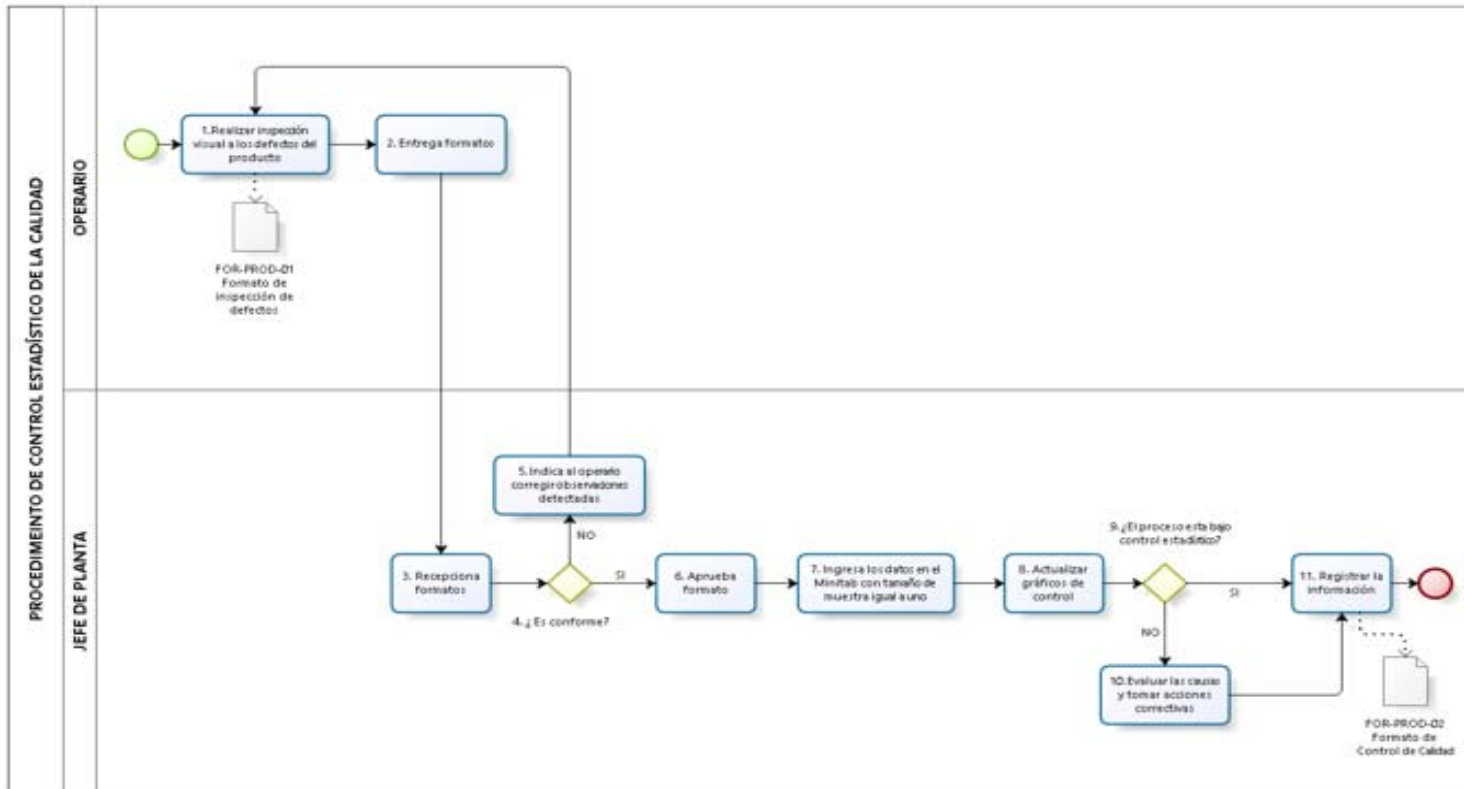 PROCEDIMEINTO DE CONTROL ESTADÍSTICO DE LA CALIDAD
OPERARIO
1.Realizar inspección
visual a los defectos del
producto
2. Entrega formatos
FOR-PROD-01
Formato de
inspección de
defectos
JEFE DE PLANTA
5. Indica al operario
corregir observaciones
detectadas
NO
3. Recepciona
formatos
4. ¿ Es conforme?
SI
6. Aprueba
formato
7. Ingresa los datos en el
Minitab con tamaño de
muestra igual a uno
8. Actualizar
gráficos de
control
9. ¿El proceso esta bajo
control estadístico?
SI
NO
10.Evaluar las causas
y tomar acciones
correctivas
11. Registrar la
información
FOR-PROD-02
Formato de
Control de Calidad